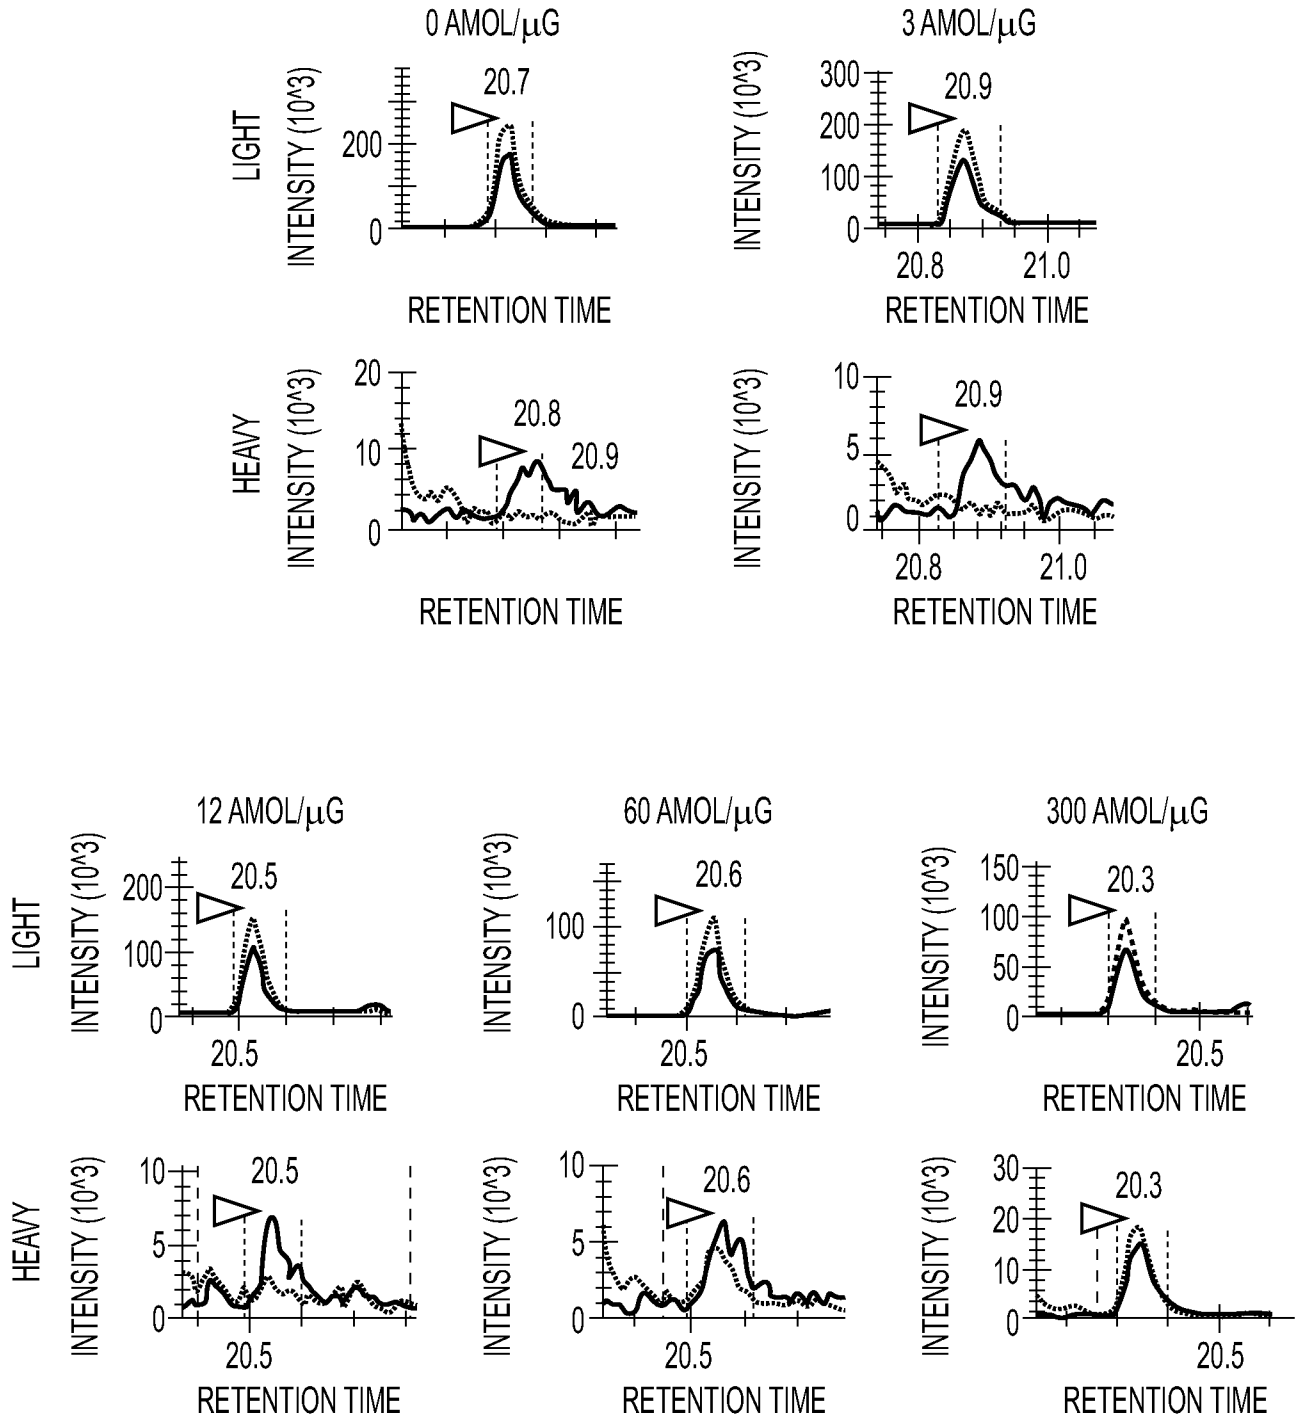 0 AMOL/μG
3 AMOL/μG
LIGHT
INTENSITY (10^3)
200
0
20.7
RETENTION TIME
INTENSITY (10^3)
300
200
100
0
20.9
20.8 21.0
RETENTION TIME
HEAVY
INTENSITY (10^3)
20
10
0
20.8
20.9
RETENTION TIME
INTENSITY (10^3)
10
5
0
20.9
20.8 21.0
RETENTION TIME
12 AMOL/μG
60 AMOL/μG
300 AMOL/μG
LIGHT
INTENSITY (10^3)
200
100
0
20.5
20.5
RETENTION TIME
INTENSITY (10^3)
100
0
20.6
20.5
RETENTION TIME
INTENSITY (10^3)
150
100
50
0
20.3
20.5
RETENTION TIME
HEAVY
INTENSITY (10^3)
10
5
0
20.5
20.5
RETENTION TIME
INTENSITY (10^3)
10
5
0
20.6
20.5
RETENTION TIME
INTENSITY (10^3)
30
20
10
0
20.3
20.5
RETENTION TIME